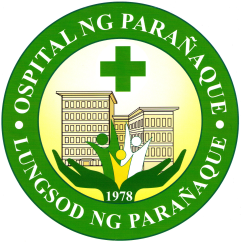 OSPITAL NG PARAÑAQUE
LUNGSOD NG PARAÑAQUE
1978